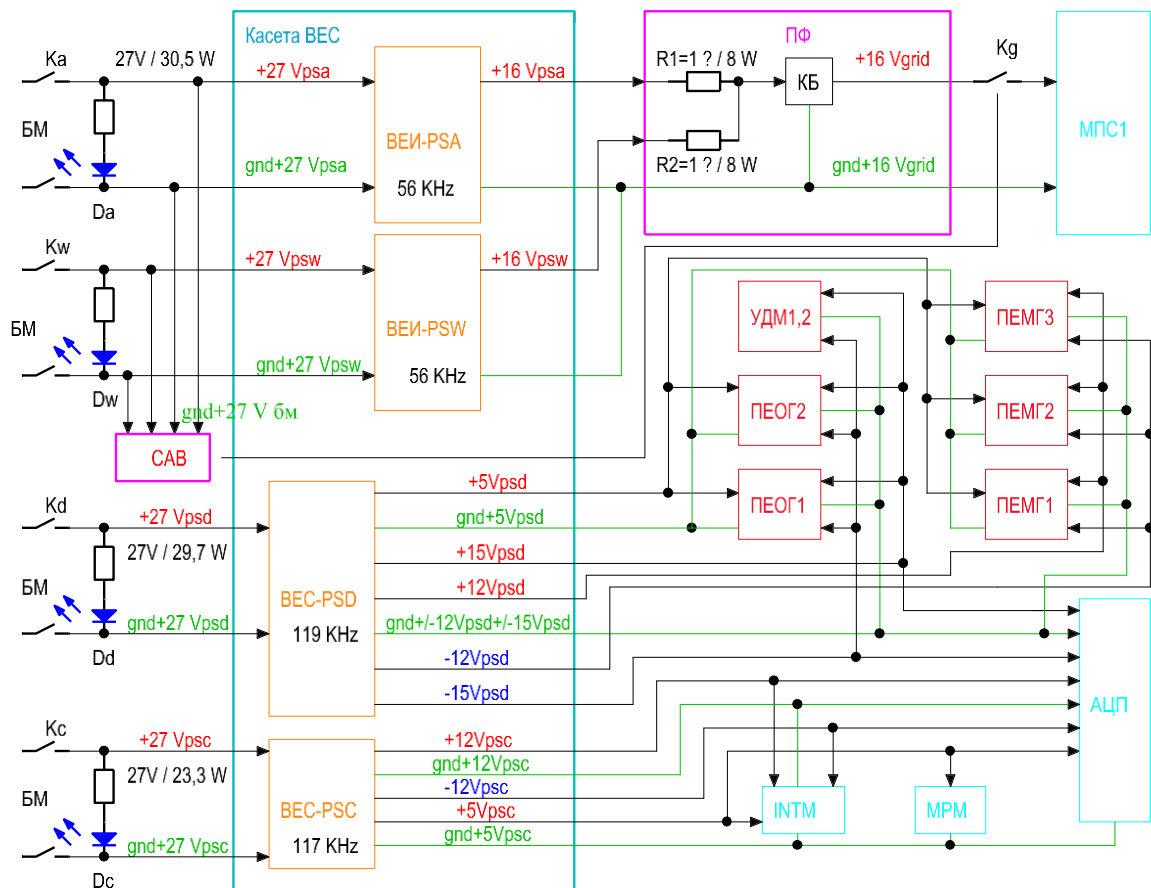 Касета ВЕС
ПФ
Ka
27V / 30,5 W
+27 Vpsa
+16 Vpsa
R1=1 ? / 8 W
КБ
+16 Vgrid
Kg
МПС1
БМ
ВЕИ-PSA
R2=1 ? / 8 W
gnd+27 Vpsa
56 KHz
gnd+16 Vgrid
Da
Kw
+27 Vpsw
+16 Vpsw
БМ
ВЕИ-PSW
УДМ1,2
ПЕМГ3
gnd+27 Vpsw
56 KHz
Dw
gnd+27 V бм
ПЕОГ2
ПЕМГ2
САВ
Kd
+27 Vpsd
+5Vpsd
ПЕОГ1
ПЕМГ1
gnd+5Vpsd
27V / 29,7 W
+15Vpsd
БМ
ВЕС-PSD
+12Vpsd
gnd+27 Vpsd
119 KHz
gnd+/-12Vpsd+/-15Vpsd
Dd
-12Vpsd
-15Vpsd
АЦП
Kc
+27 Vpsc
+12Vpsc
27V / 23,3 W
gnd+12Vpsc
-12Vpsc
БМ
ВЕС-PSC
+5Vpsc
INTM
MPM
gnd+27 Vpsc
117 KHz
gnd+5Vpsc
Dc